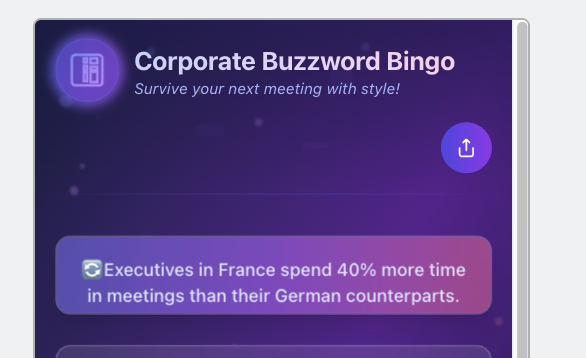 Corporate Buzzword Bingo
Survive your next meeting with style!
🔄Executives in France spend 40% more time
in meetings than their German counterparts.